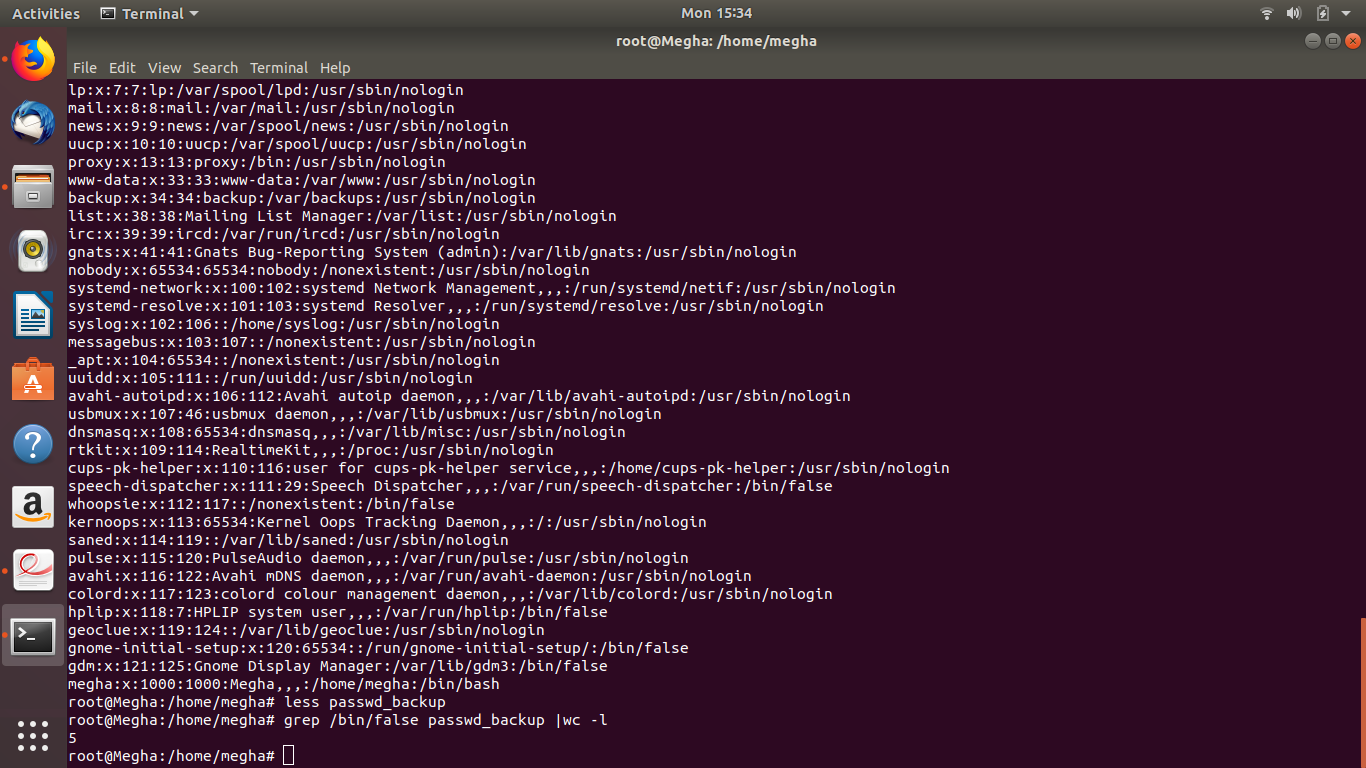 Activities Terminal Mon 15:34
root@Megha: /home/megha
File Edit View Search Terminal Help
lp:x:7:7:lp:/var/spool/lpd:/usr/sbin/nologin
mail:x:8:8:mail:/var/mail:/usr/sbin/nologin
news:x:9:9:news:/var/spool/news:/usr/sbin/nologin
uucp:x:10:10:uucp:/var/spool/uucp:/usr/sbin/nologin
proxy:x:13:13:proxy:/bin:/usr/sbin/nologin
www-data:x:33:33:www-data:/var/www:/usr/sbin/nologin
backup:x:34:34:backup:/var/backups:/usr/sbin/nologin
list:x:38:38:Mailing List Manager:/var/list:/usr/sbin/nologin
irc:x:39:39:ircd:/var/run/ircd:/usr/sbin/nologin
gnats:x:41:41:Gnats Bug-Reporting System (admin):/var/lib/gnats:/usr/sbin/nologin
nobody:x:65534:65534:nobody:/nonexistent:/usr/sbin/nologin
systemd-network:x:100:102:systemd Network Management,,,:/run/systemd/netif:/usr/sbin/nologin
systemd-resolve:x:101:103:systemd Resolver,,,:/run/systemd/resolve:/usr/sbin/nologin
syslog:x:102:106::/home/syslog:/usr/sbin/nologin
messagebus:x:103:107::/nonexistent:/usr/sbin/nologin
_apt:x:104:65534::/nonexistent:/usr/sbin/nologin
uuidd:x:105:111::/run/uuidd:/usr/sbin/nologin
avahi-autoipd:x:106:112:Avahi autoip daemon,,,:/var/lib/avahi-autoipd:/usr/sbin/nologin
usbmux:x:107:46:usbmux daemon,,,:/var/lib/usbmux:/usr/sbin/nologin
dnsmasq:x:108:65534:dnsmasq,,,:/var/lib/misc:/usr/sbin/nologin
rtkit:x:109:114:RealtimeKit,,,:/proc:/usr/sbin/nologin
cups-pk-helper:x:110:116:user for cups-pk-helper service,,,:/home/cups-pk-helper:/usr/sbin/nologin
speech-dispatcher:x:111:29:Speech Dispatcher,,,:/var/run/speech-dispatcher:/bin/false
whoopsie:x:112:117::/nonexistent:/bin/false
kernoops:x:113:65534:Kernel Oops Tracking Daemon,,,:/:/usr/sbin/nologin
saned:x:114:119::/var/lib/saned:/usr/sbin/nologin
pulse:x:115:120:PulseAudio daemon,,,:/var/run/pulse:/usr/sbin/nologin
avahi:x:116:122:Avahi mDNS daemon,,,:/var/run/avahi-daemon:/usr/sbin/nologin
colord:x:117:123:colord colour management daemon,,,:/var/lib/colord:/usr/sbin/nologin
hplip:x:118:7:HPLIP system user,,,:/var/run/hplip:/bin/false
geoclue:x:119:124::/var/lib/geoclue:/usr/sbin/nologin
gnome-initial-setup:x:120:65534::/run/gnome-initial-setup/:/bin/false
gdm:x:121:125:Gnome Display Manager:/var/lib/gdm3:/bin/false
megha:x:1000:1000:Megha,,,:/home/megha:/bin/bash
root@Megha:/home/megha# less passwd_backup
root@Megha:/home/megha# grep /bin/false passwd_backup |wc -l
5
root@Megha:/home/megha#